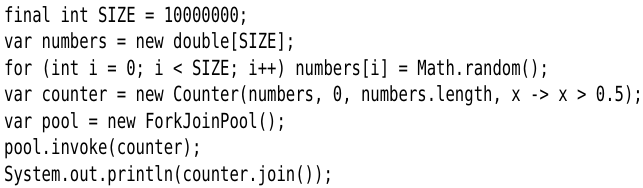 final int SIZE = 10000000;
var numbers = new double[SIZE];
for (int i = 0; i < SIZE; i++) numbers[i] = Math.random();
var counter = new Counter(numbers, 0, numbers.length, x -> x > 0.5);
var pool = new ForkJoinPool();
pool.invoke(counter);
System.out.println(counter.join());